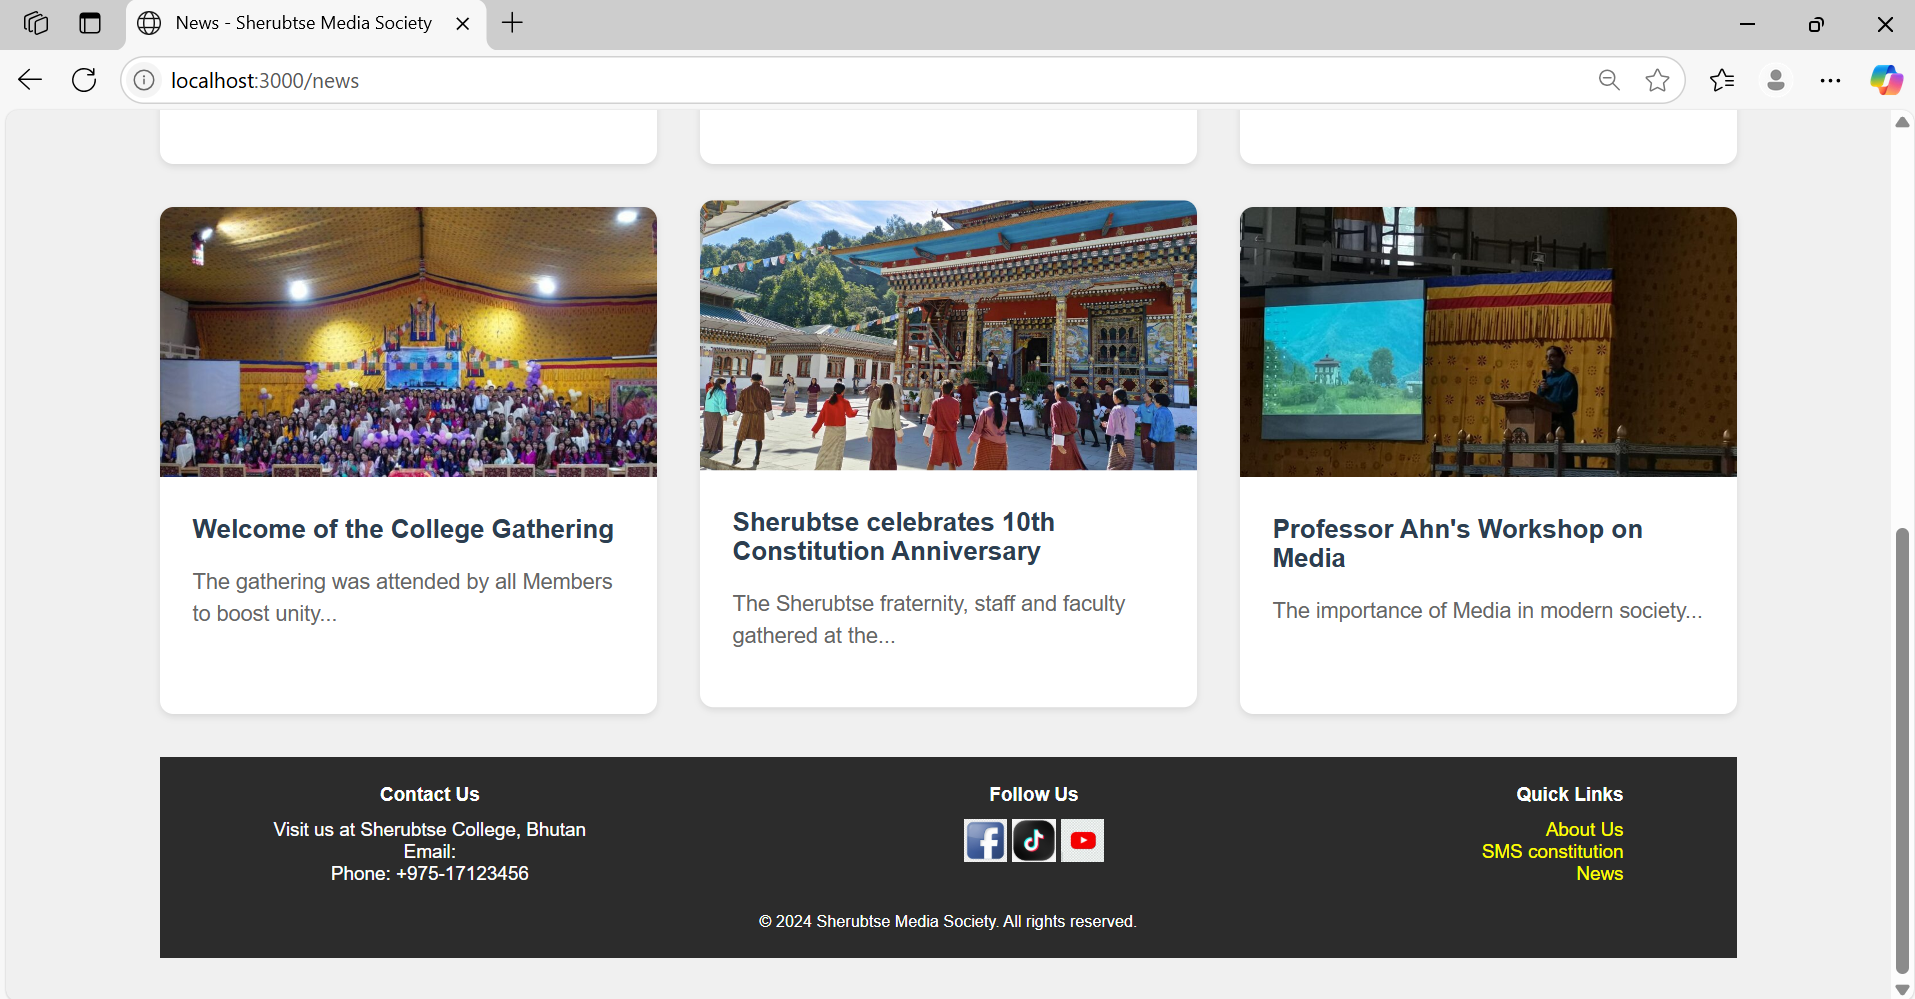 News - Sherubtse Media Society
localhost:3000/news
Welcome of the College Gathering
The gathering was attended by all Members
to boost unity...
Sherubtse celebrates 10th
Constitution Anniversary
The Sherubtse fraternity, staff and faculty
gathered at the...
Professor Ahn's Workshop on
Media
The importance of Media in modern society...
Contact Us
Visit us at Sherubtse College, Bhutan
Email:
Phone: +975-17123456
Follow Us
Quick Links
About Us
SMS constitution
News
© 2024 Sherubtse Media Society. All rights reserved.